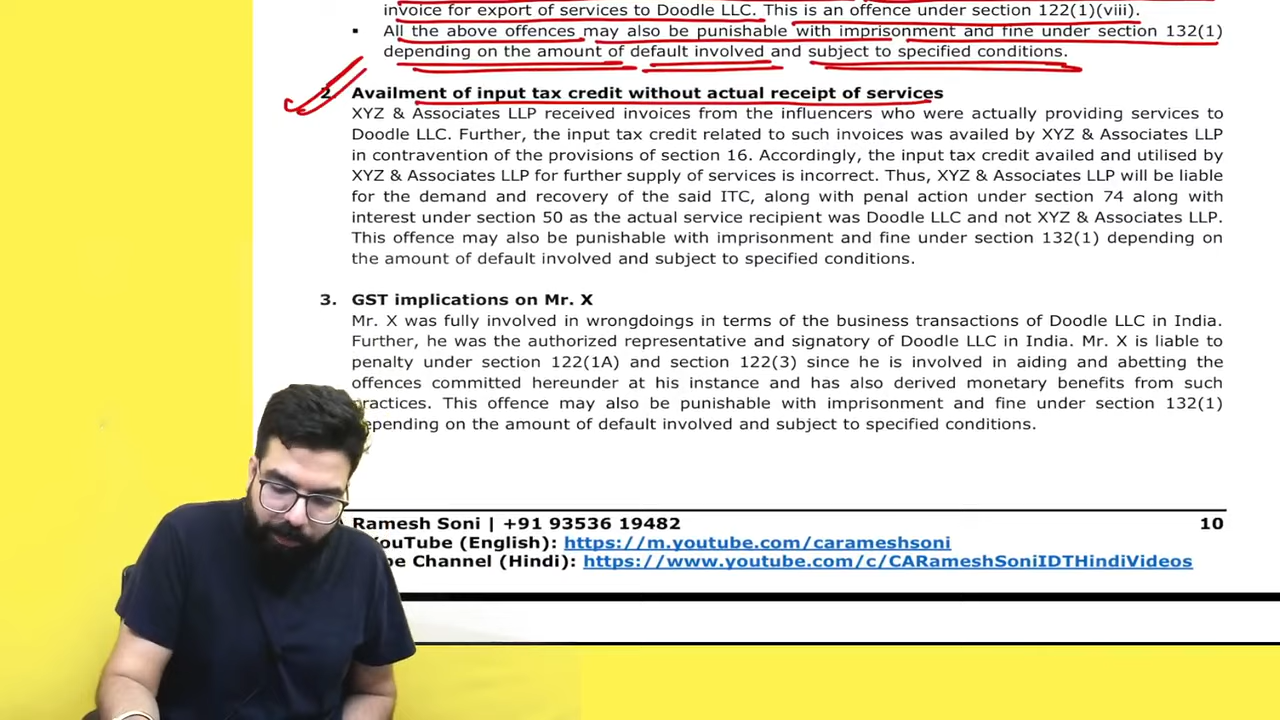 invoice for export of services to Doodle LLC. This is an offence under section 122(1)(viii).
▪ All the above offences may also be punishable with imprisonment and fine under section 132(1)
depending on the amount of default involved and subject to specified conditions.
2. Availment of input tax credit without actual receipt of services
XYZ & Associates LLP received invoices from the influencers who were actually providing services to
Doodle LLC. Further, the input tax credit related to such invoices was availed by XYZ & Associates LLP
in contravention of the provisions of section 16. Accordingly, the input tax credit availed and utilised by
XYZ & Associates LLP for further supply of services is incorrect. Thus, XYZ & Associates LLP will be liable
for the demand and recovery of the said ITC, along with penal action under section 74 along with
interest under section 50 as the actual service recipient was Doodle LLC and not XYZ & Associates LLP.
This offence may also be punishable with imprisonment and fine under section 132(1) depending on
the amount of default involved and subject to specified conditions.
3. GST implications on Mr. X
Mr. X was fully involved in wrongdoings in terms of the business transactions of Doodle LLC in India.
Further, he was the authorized representative and signatory of Doodle LLC in India. Mr. X is liable to
penalty under section 122(1A) and section 122(3) since he is involved in aiding and abetting the
offences committed hereunder at his instance and has also derived monetary benefits from such
practices. This offence may also be punishable with imprisonment and fine under section 132(1)
depending on the amount of default involved and subject to specified conditions.
Ramesh Soni | +91 93536 19482 10
YouTube (English): https://m.youtube.com/carameshsoni
Channel (Hindi): https://www.youtube.com/c/CARameshSoniIDTHindiVideos